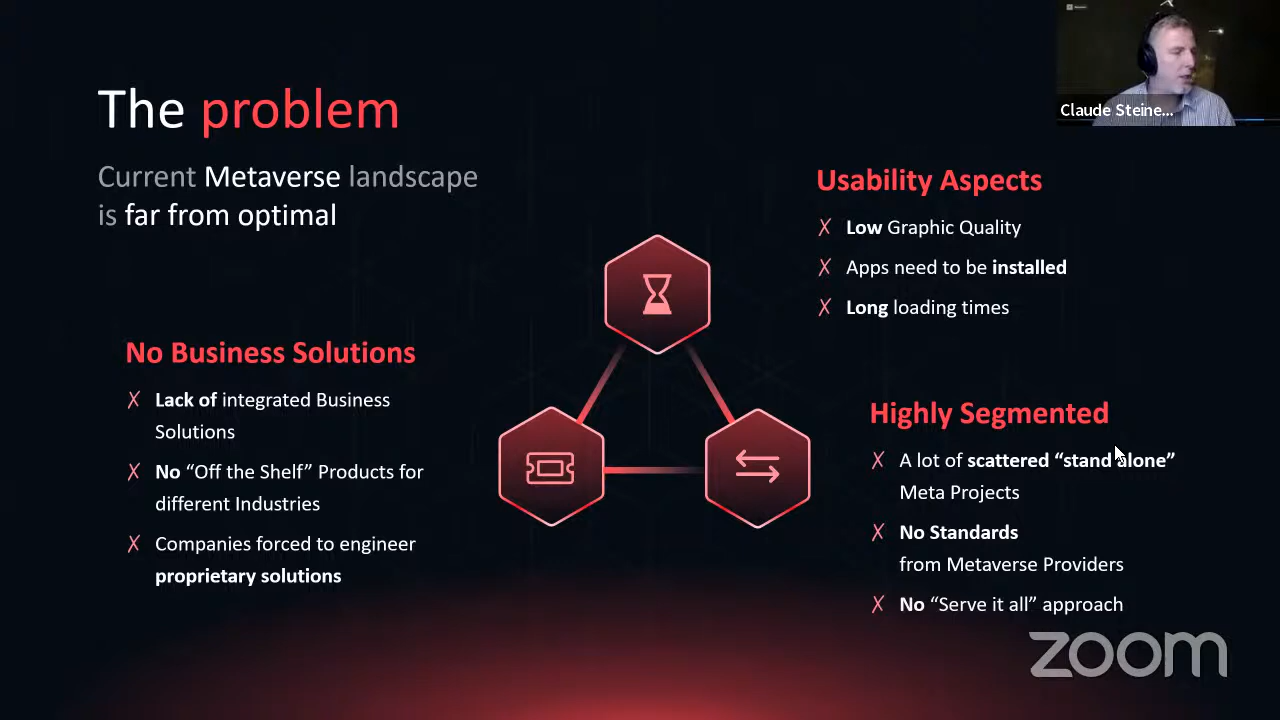 The problem
Current Metaverse landscape
is far from optimal
Claude Steine...
Usability Aspects
X Low Graphic Quality
X Apps need to be installed
X Long loading times
No Business Solutions
X Lack of integrated Business
Solutions
X No “Off the Shelf” Products for
different Industries
X Companies forced to engineer
proprietary solutions
Highly Segmented
X A lot of scattered “stand alone”
Meta Projects
X No Standards
from Metaverse Providers
X No “Serve it all” approach
zoom